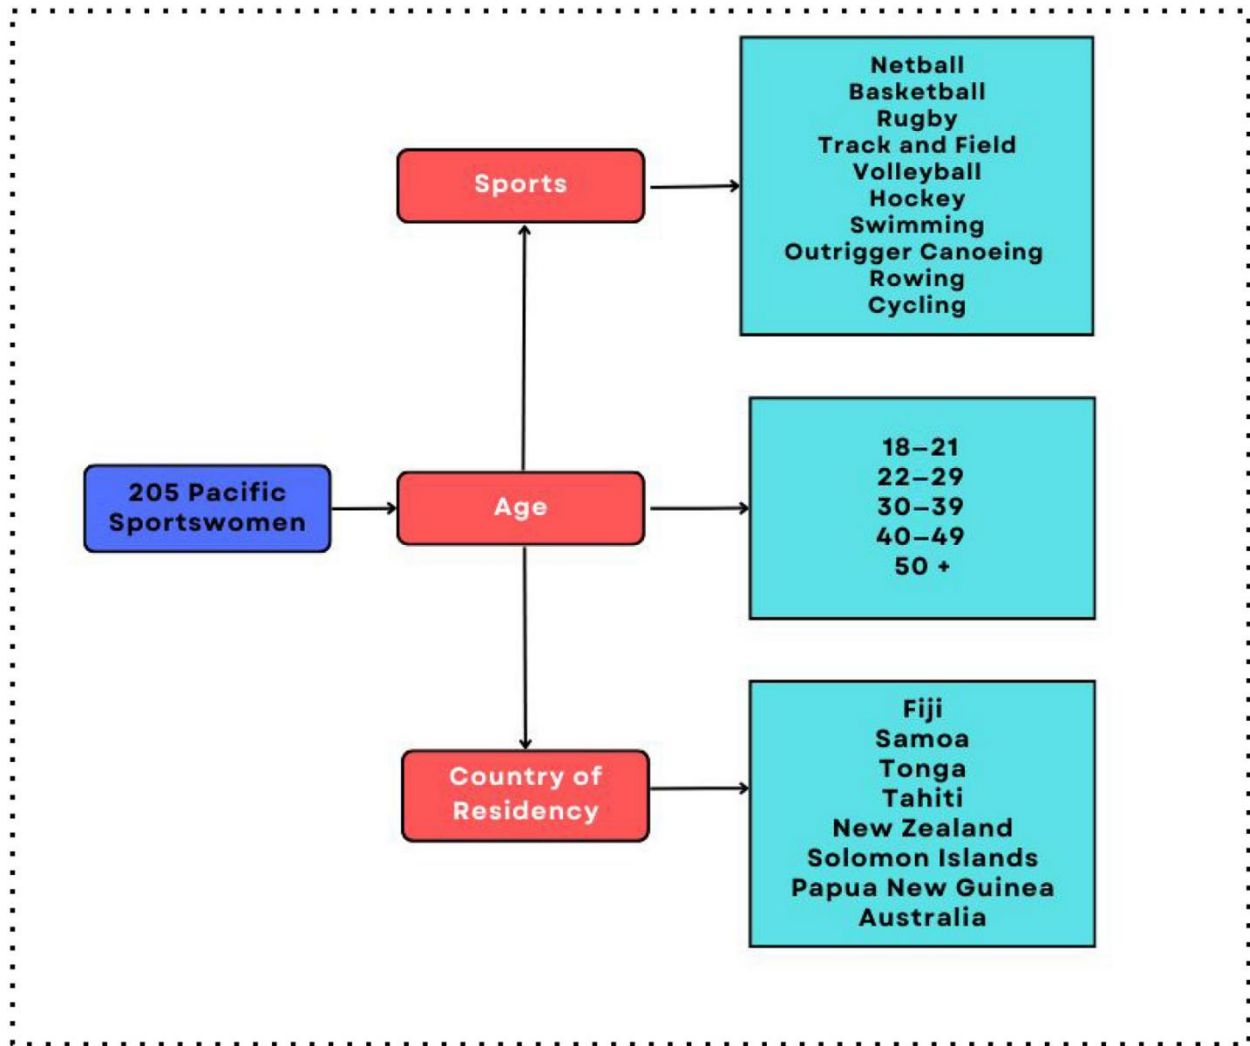 Sports
Netball
Basketball
Rugby
Track and Field
Volleyball
Hockey
Swimming
Outrigger Canoeing
Rowing
Cycling
205 Pacific
Sportswomen
Age
18–21
22–29
30–39
40–49
50 +
Country of
Residency
Fiji
Samoa
Tonga
Tahiti
New Zealand
Solomon Islands
Papua New Guinea
Australia